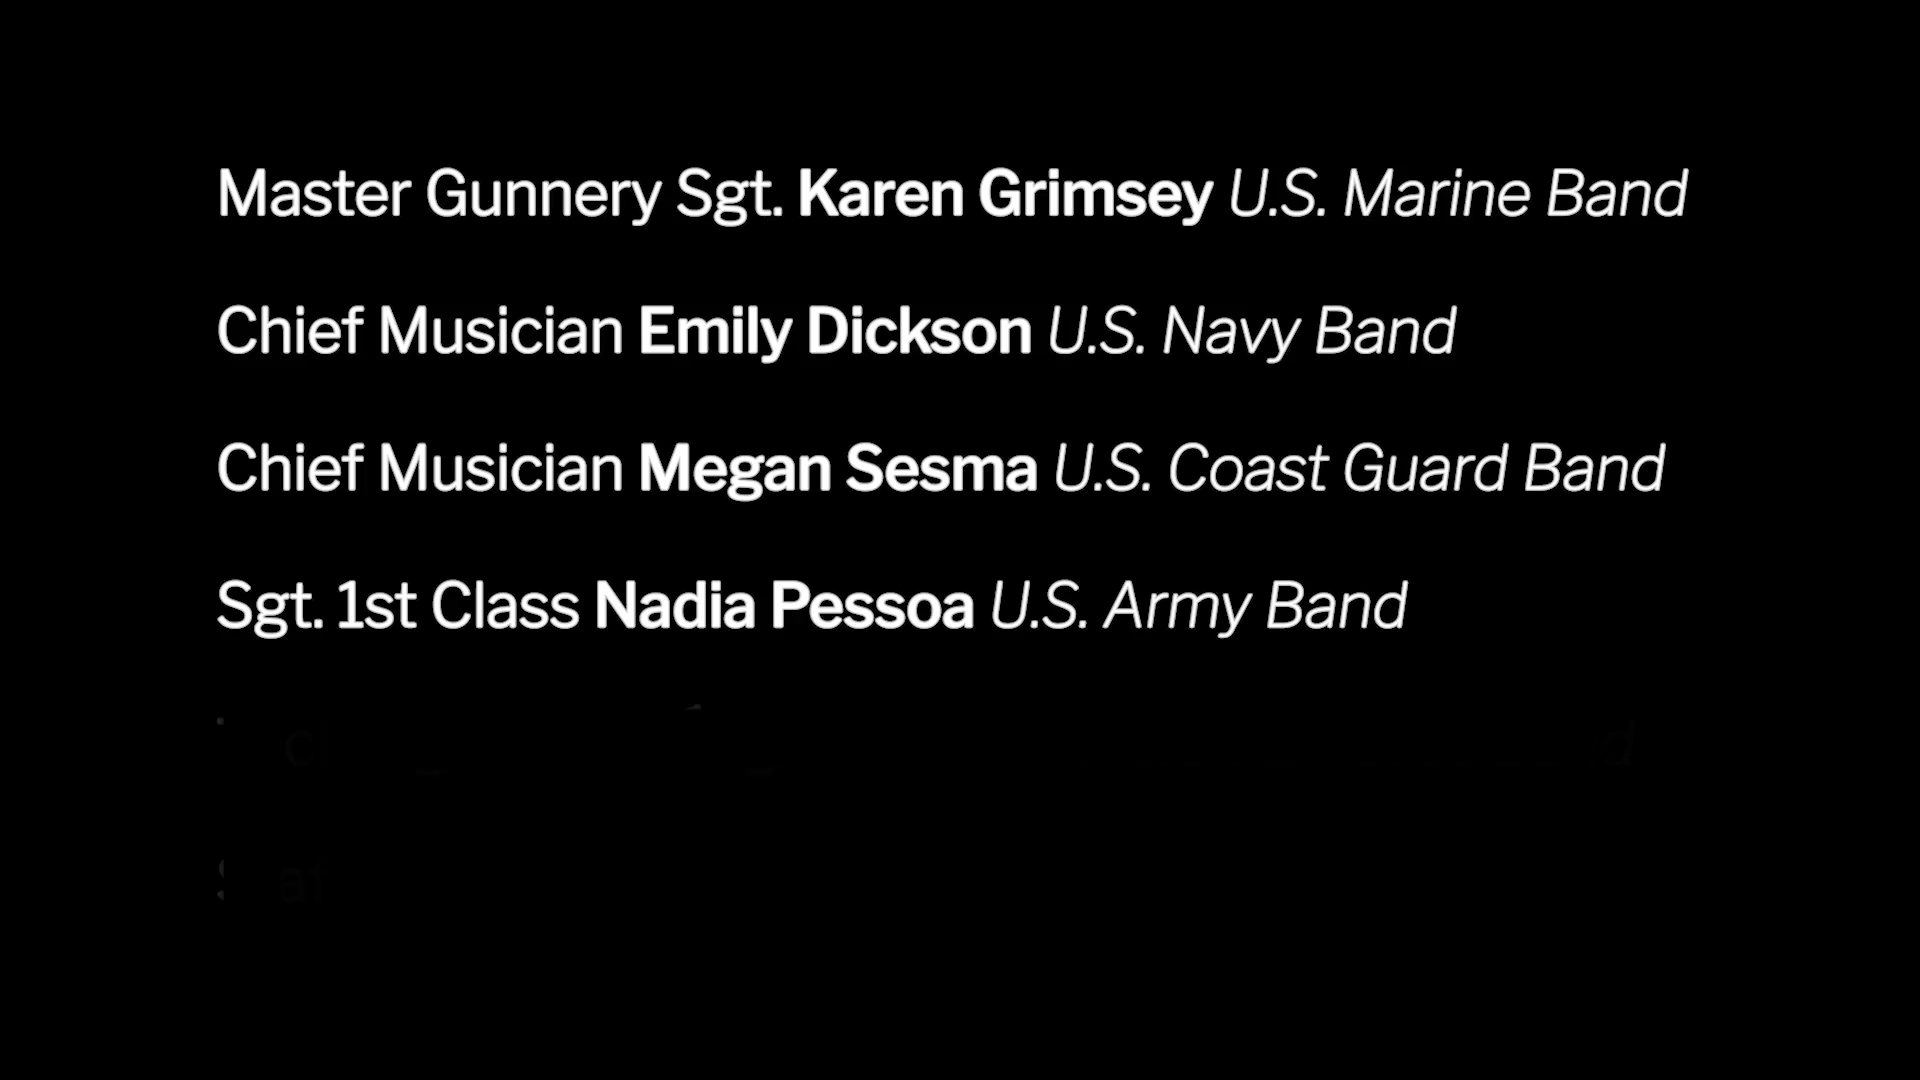 Master Gunnery Sgt. Karen Grimsey U.S. Marine Band
Chief Musician Emily Dickson U.S. Navy Band
Chief Musician Megan Sesma U.S. Coast Guard Band
Sgt. 1st Class Nadia Pessoa U.S. Army Band